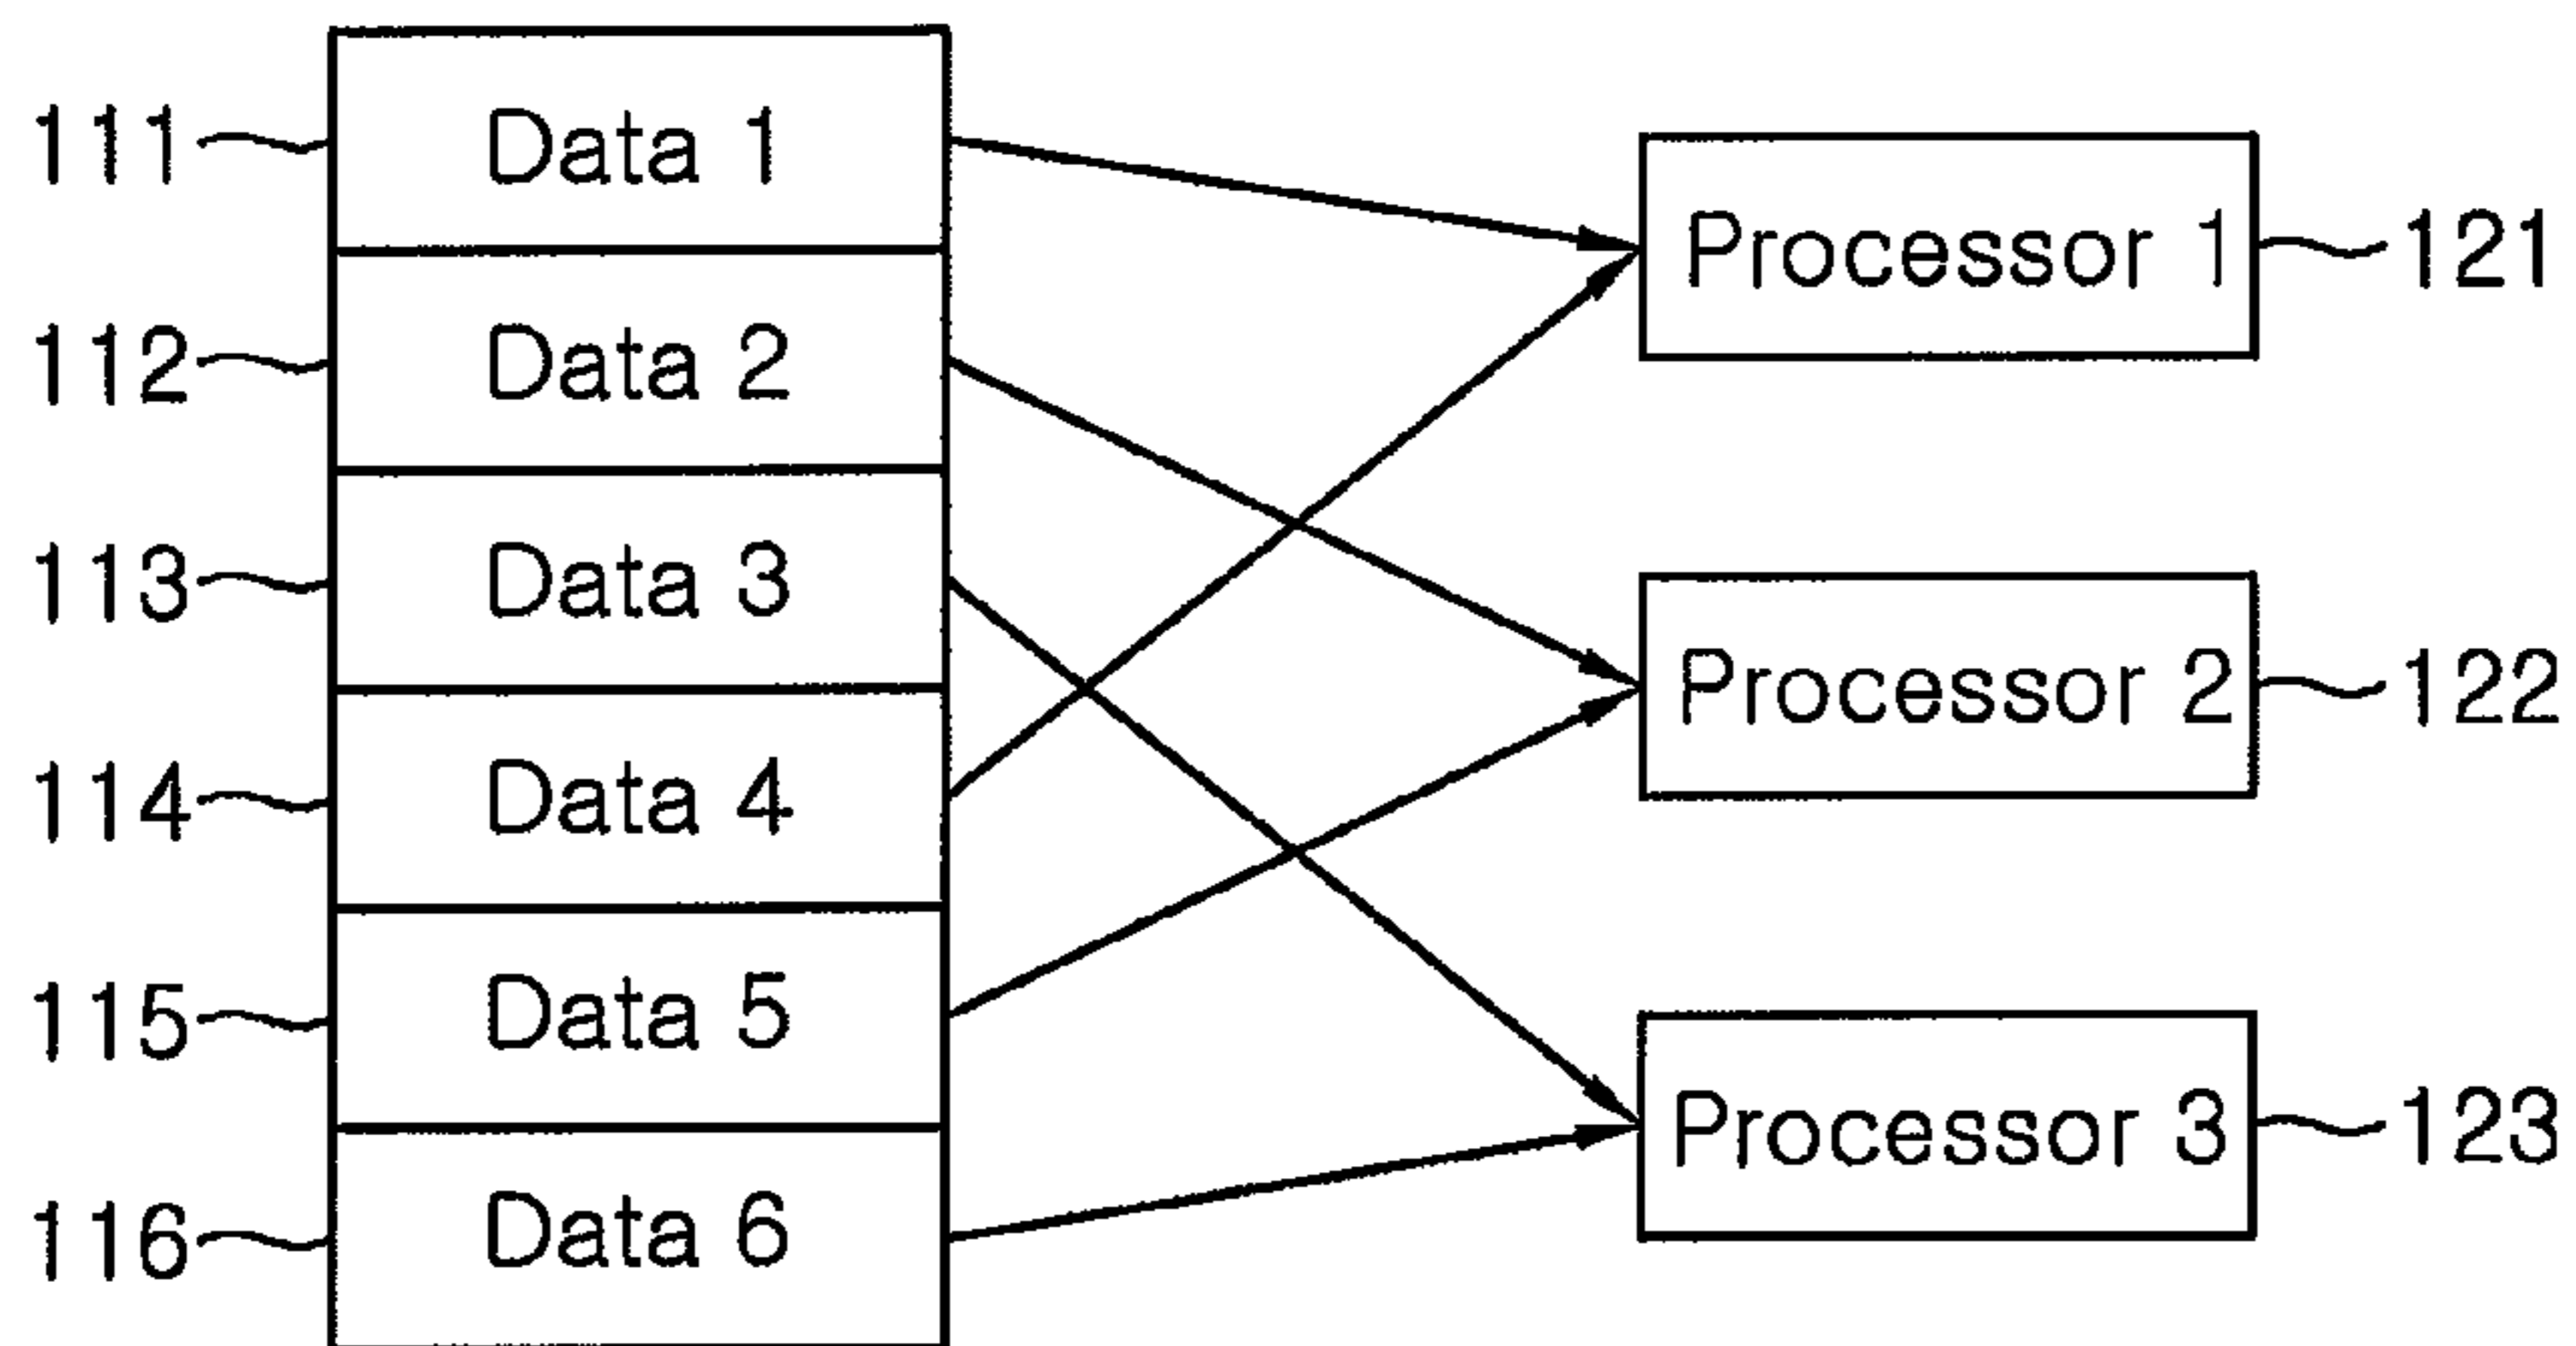 111 Data 1
112 Data 2
113 Data 3
114 Data 4
115 Data 5
116 Data 6
Processor 1 121
Processor 2 122
Processor 3 123